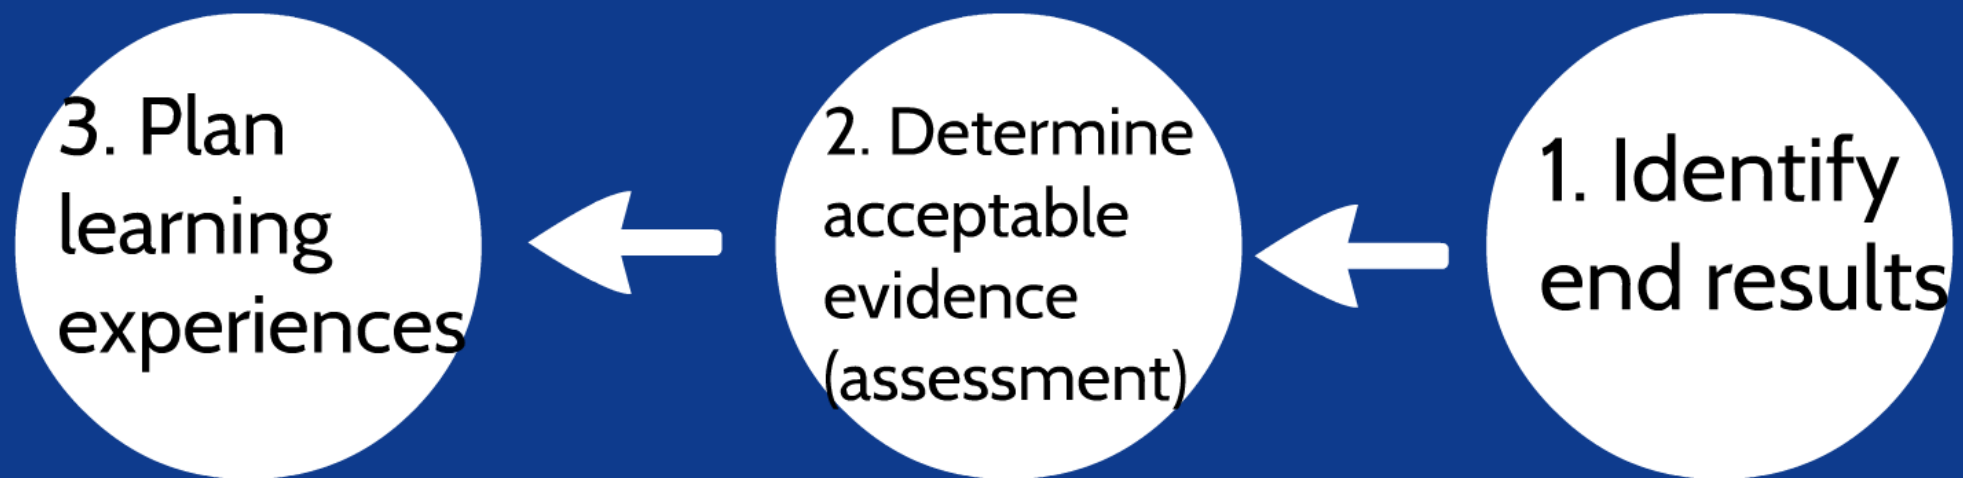 3. Plan
learning
experiences
2. Determine
acceptable
evidence
(assessment)
1. Identify
end results